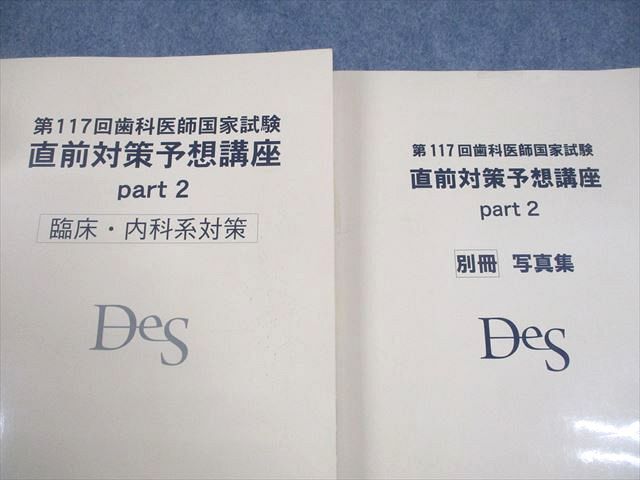 第117回歯科医師国家試験
直前対策予想講座
part 2
臨床・内科系対策
DeS
第117回歯科医師国家試験
直前対策予想講座
part 2
別冊 写真集
DeS